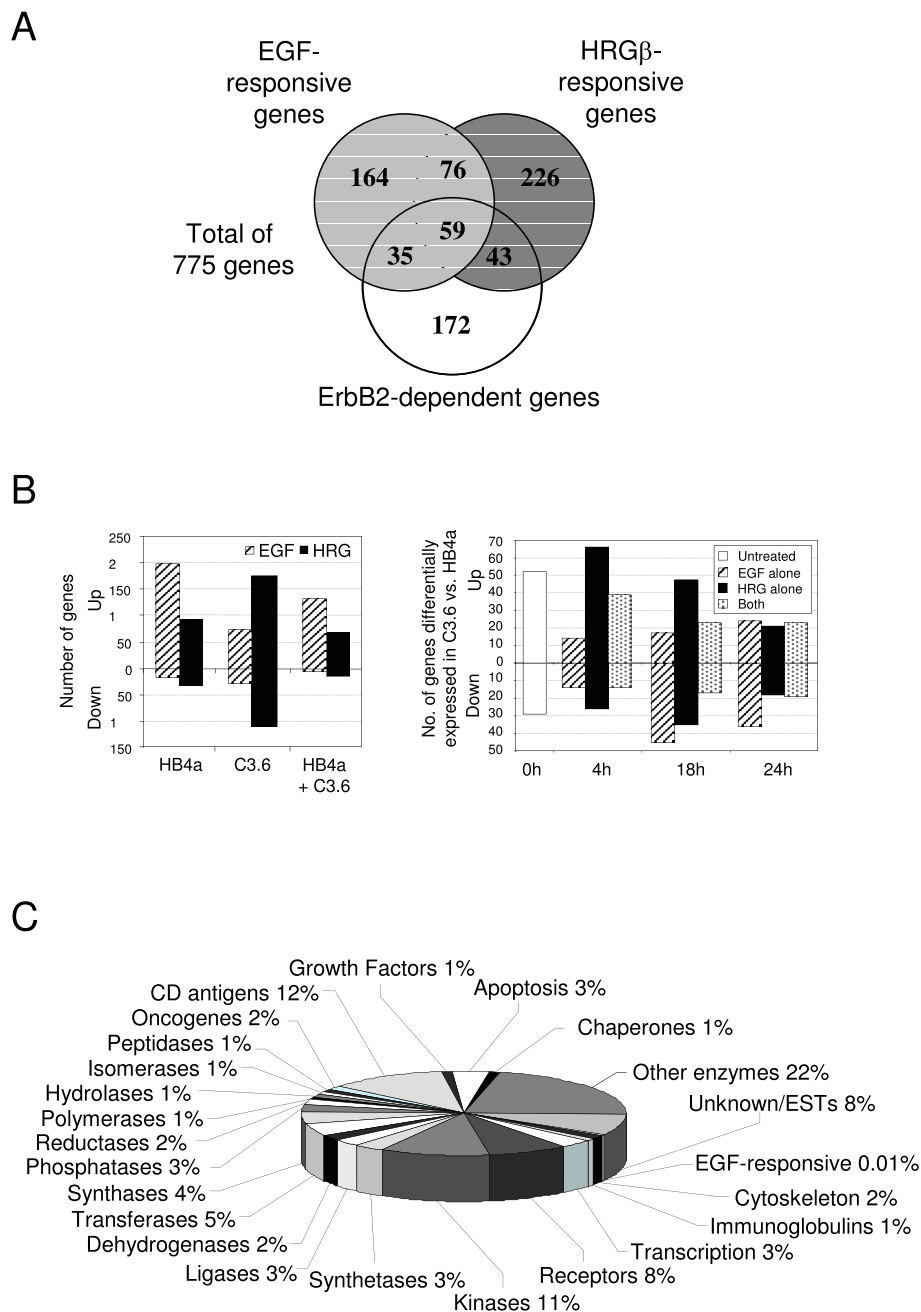 A
EGF-
responsive
genes
HRGβ-
responsive
genes
164
76
226
59
35
43
172
Total of
775 genes
ErbB2-dependent genes
B
Number of genes
Down Up
250
2
150
1
50
0
50
1
150
EGF HRG
HB4a
C3.6
HB4a
+ C3.6
No. of genes differentially
expressed in C3.6 vs. HB4a
Down Up
70
60
50
40
30
20
10
0
10
20
30
40
50
Untreated
EGF alone
HRG alone
Both
0h
4h
18h
24h
C
Growth Factors 1%
Apoptosis 3%
CD antigens 12%
Chaperones 1%
Oncogenes 2%
Peptidases 1%
Isomerases 1%
Other enzymes 22%
Hydrolases 1%
Unknown/ESTs 8%
Polymerases 1%
Reductases 2%
Phosphatases 3%
EGF-responsive 0.01%
Synthases 4%
Cytoskeleton 2%
Transferases 5%
Immunoglobulins 1%
Dehydrogenases 2%
Transcription 3%
Ligases 3%
Synthetases 3%
Receptors 8%
Kinases 11%